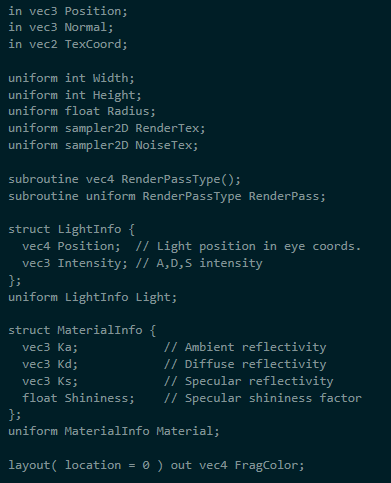 in vec3 Position;
in vec3 Normal;
in vec2 TexCoord;

uniform int Width;
uniform int Height;
uniform float Radius;
uniform sampler2D RenderTex;
uniform sampler2D NoiseTex;

subroutine vec4 RenderPassType();
subroutine uniform RenderPassType RenderPass;

struct LightInfo {
  vec4 Position;  // Light position in eye coords.
  vec3 Intensity; // A,D,S intensity
};
uniform LightInfo Light;

struct MaterialInfo {
  vec3 Ka;            // Ambient reflectivity
  vec3 Kd;            // Diffuse reflectivity
  vec3 Ks;            // Specular reflectivity
  float Shininess;    // Specular shininess factor
};
uniform MaterialInfo Material;

layout( location = 0 ) out vec4 FragColor;